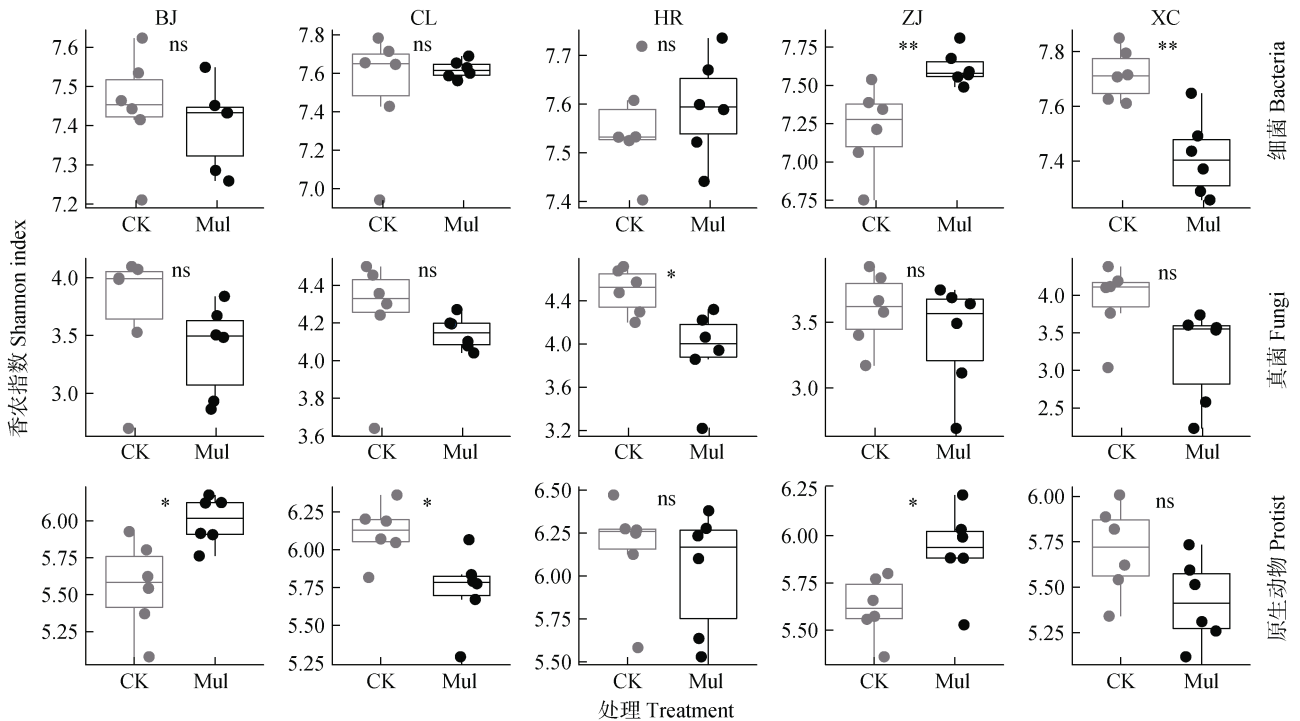 BJ CL HR ZJ XC
7.6 7.5 7.4 7.3 7.2
ns
CK Mul
7.8 7.6 7.4 7.2 7.0
ns
CK Mul
7.7 7.6 7.5 7.4
ns
CK Mul
7.75 7.50 7.25 7.00 6.75
**
CK Mul
7.8 7.6 7.4
**
CK Mul
细菌 Bacteria
4.0 3.5 3.0
ns
CK Mul
4.4 4.2 4.0 3.8 3.6
ns
CK Mul
4.4 4.0 3.6 3.2
*
CK Mul
3.5 3.0
ns
CK Mul
4.0 3.5 3.0 2.5
ns
CK Mul
真菌 Fungi
6.00 5.75 5.50 5.25
*
CK Mul
6.25 6.00 5.75 5.50 5.25
*
CK Mul
6.50 6.25 6.00 5.75 5.50
ns
CK Mul
6.25 6.00 5.75 5.50
*
CK Mul
6.00 5.75 5.50 5.25
ns
CK Mul
原生动物 Protist
香农指数 Shannon index
处理 Treatment